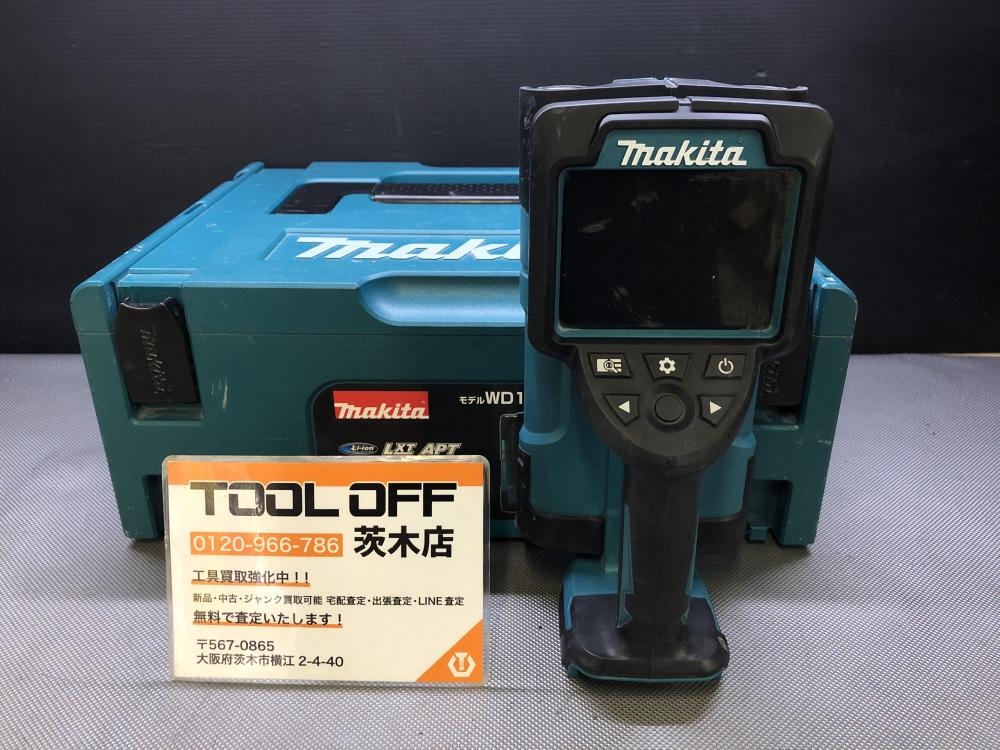 makita
Maki
makita
モデルWD1
Li-ion
LXT APT
TOOL OFF
0120-966-786 茨木店
工具買取強化中！！
新品・中古・ジャンク買取可能 宅配査定・出張査定・LINE査定
無料で査定いたします！
〒567-0865
大阪府茨木市横江2-4-40